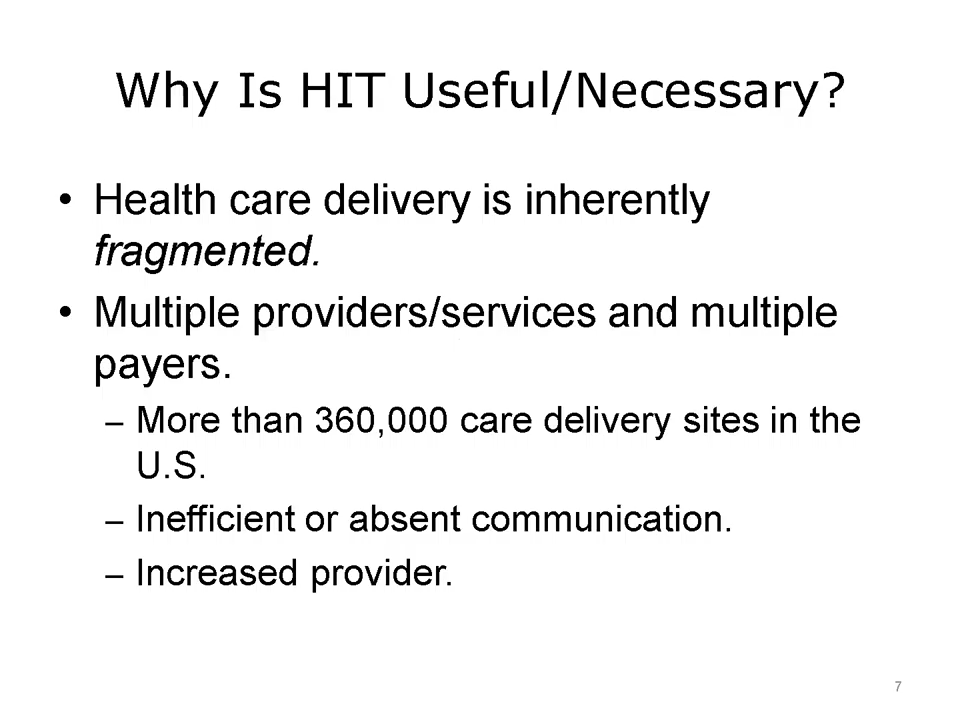 Why Is HIT Useful/Necessary?
• Health care delivery is inherently
fragmented.
• Multiple providers/services and multiple
payers.
– More than 360,000 care delivery sites in the
U.S.
– Inefficient or absent communication.
– Increased provider.
7